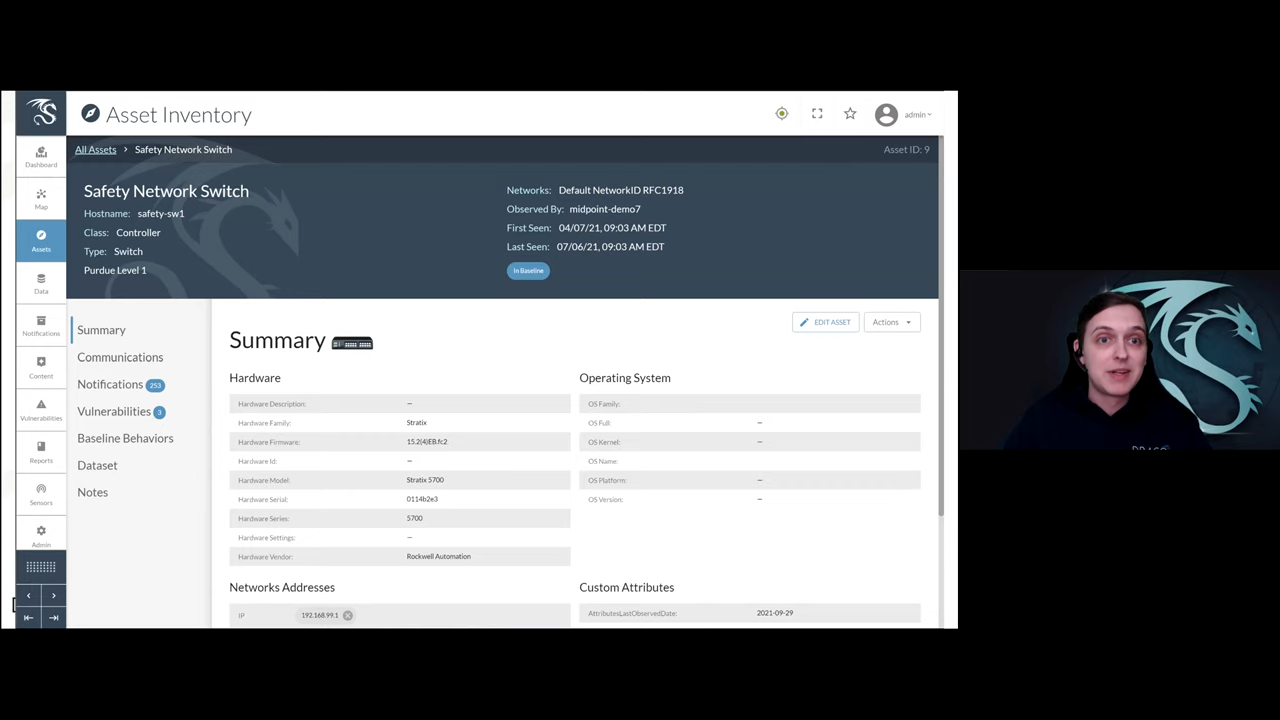 Asset Inventory
admin
All Assets > Safety Network Switch
Asset ID: 9
Dashboard
Map
Assets
Data
Notifications
Content
Vulnerabilities
Reports
Sensors
Admin
Safety Network Switch
Hostname: safety-sw1
Class: Controller
Type: Switch
Purdue Level 1
Networks: Default NetworkID RFC1918
Observed By: midpoint-demo7
First Seen: 04/07/21, 09:03 AM EDT
Last Seen: 07/06/21, 09:03 AM EDT
In Baseline
Summary
Communications
Notifications 253
Vulnerabilities 3
Baseline Behaviors
Dataset
Notes
EDIT ASSET
Actions
Summary
Hardware
Hardware Description: —
Hardware Family: Stratix
Hardware Firmware: 15.2(4)EB.fc2
Hardware Id: —
Hardware Model: Stratix 5700
Hardware Serial: 0114b2e3
Hardware Series: 5700
Hardware Settings: —
Hardware Vendor: Rockwell Automation
Operating System
OS Family:
OS Full: —
OS Kernel: —
OS Name:
OS Platform: —
OS Version: —
Networks Addresses
IP 192.168.99.1
Custom Attributes
AttributesLastObservedDate: 2021-09-29